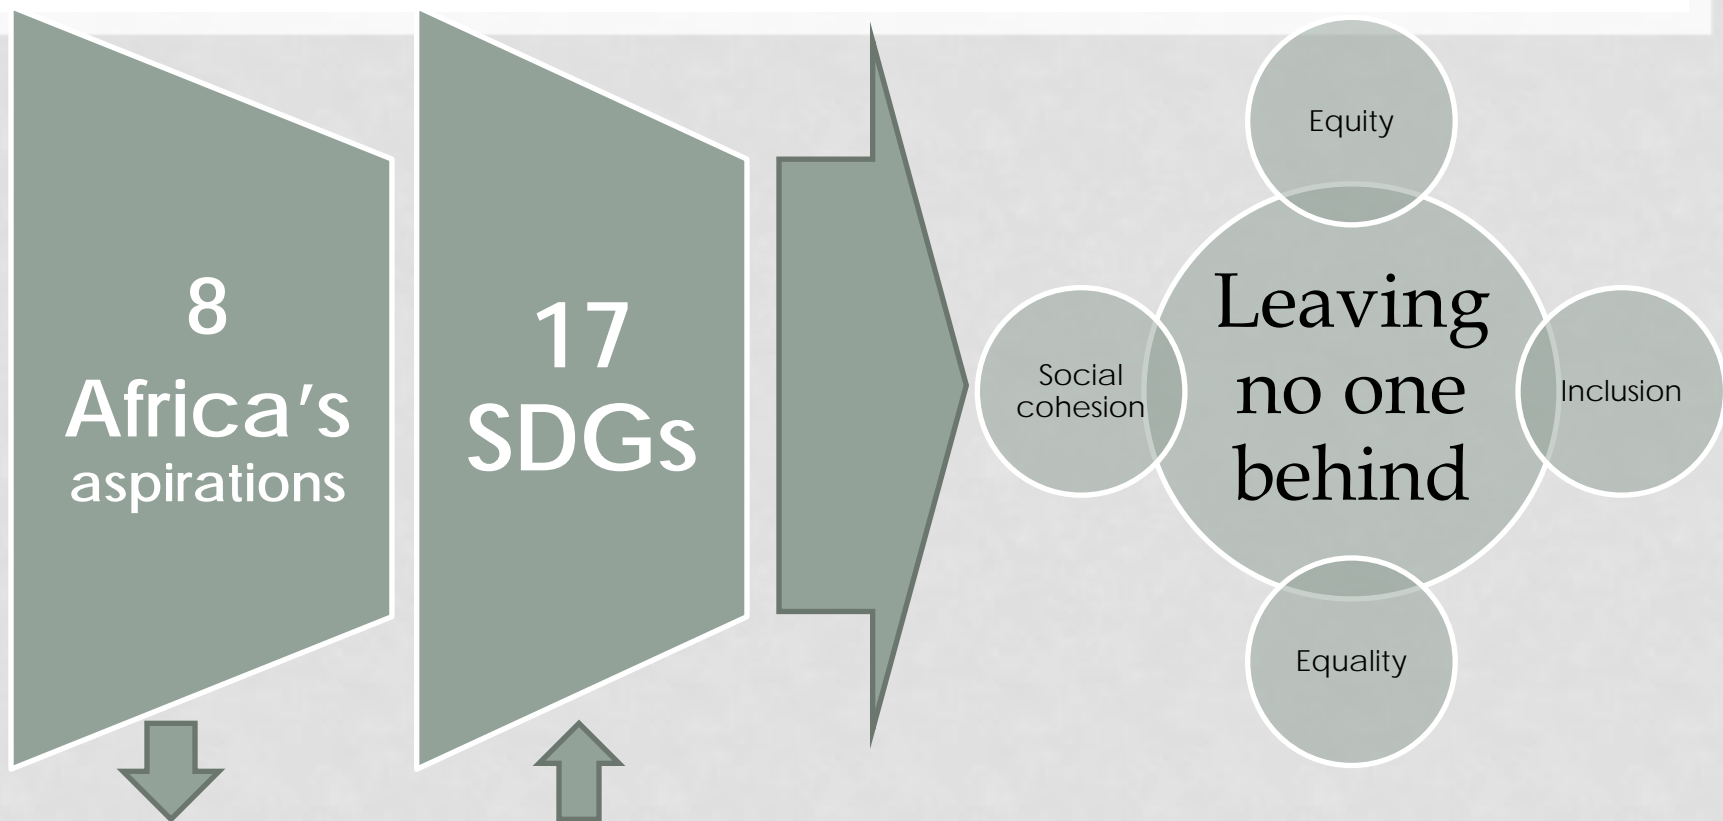 8
Africa’s
aspirations
17
SDGs
Equity
Social
cohesion
Leaving
no one
behind
Inclusion
Equality